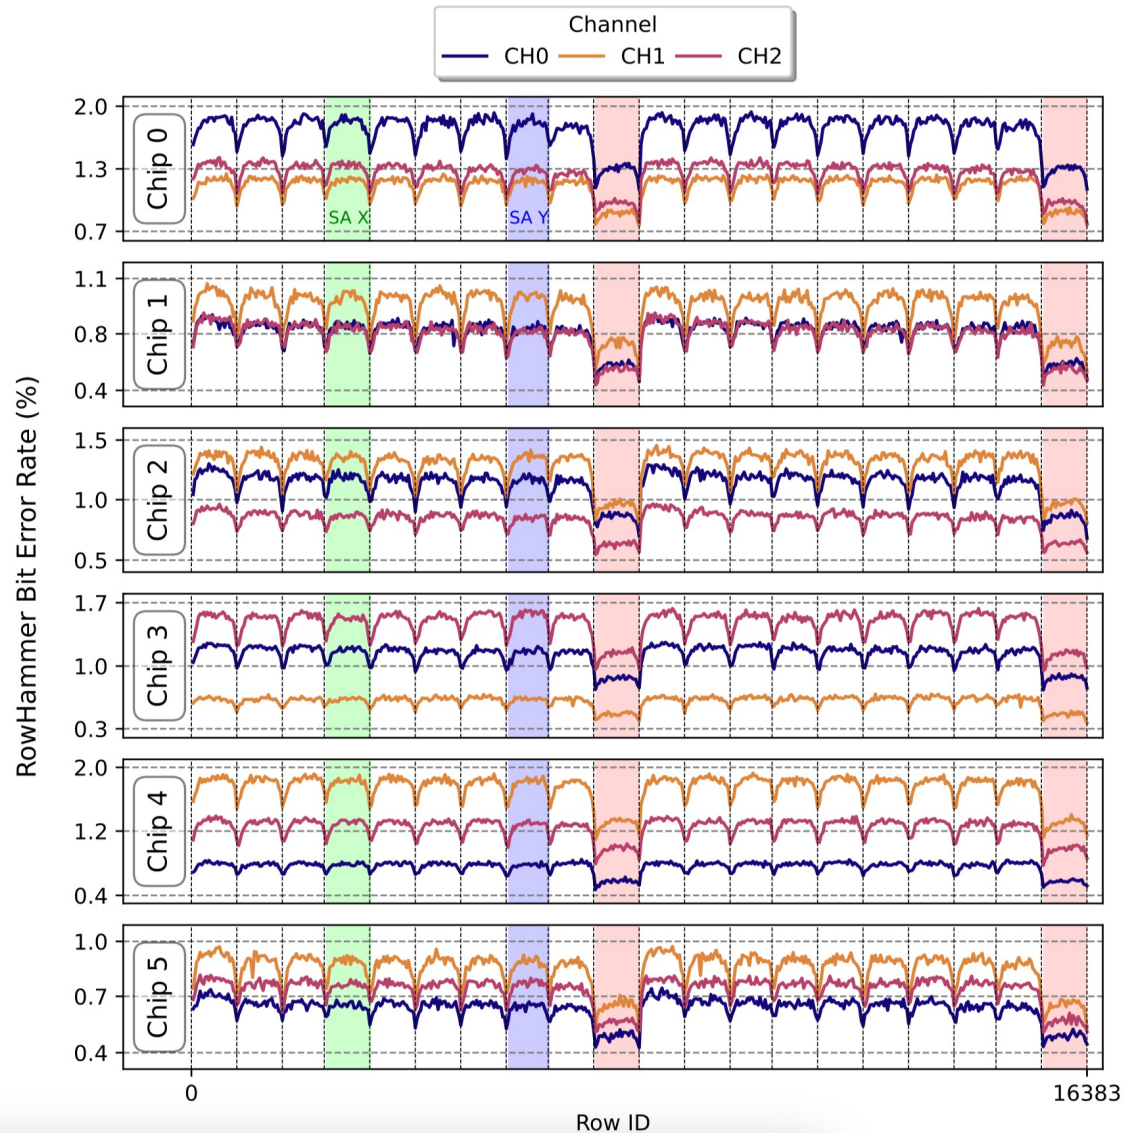 Channel
CH0 CH1 CH2
RowHammer Bit Error Rate (%)
Chip 0
2.0
1.3
0.7
SA X
SA Y
Chip 1
1.1
0.8
0.4
Chip 2
1.5
1.0
0.5
Chip 3
1.7
1.0
0.3
Chip 4
2.0
1.2
0.4
Chip 5
1.0
0.7
0.4
0 16383
Row ID